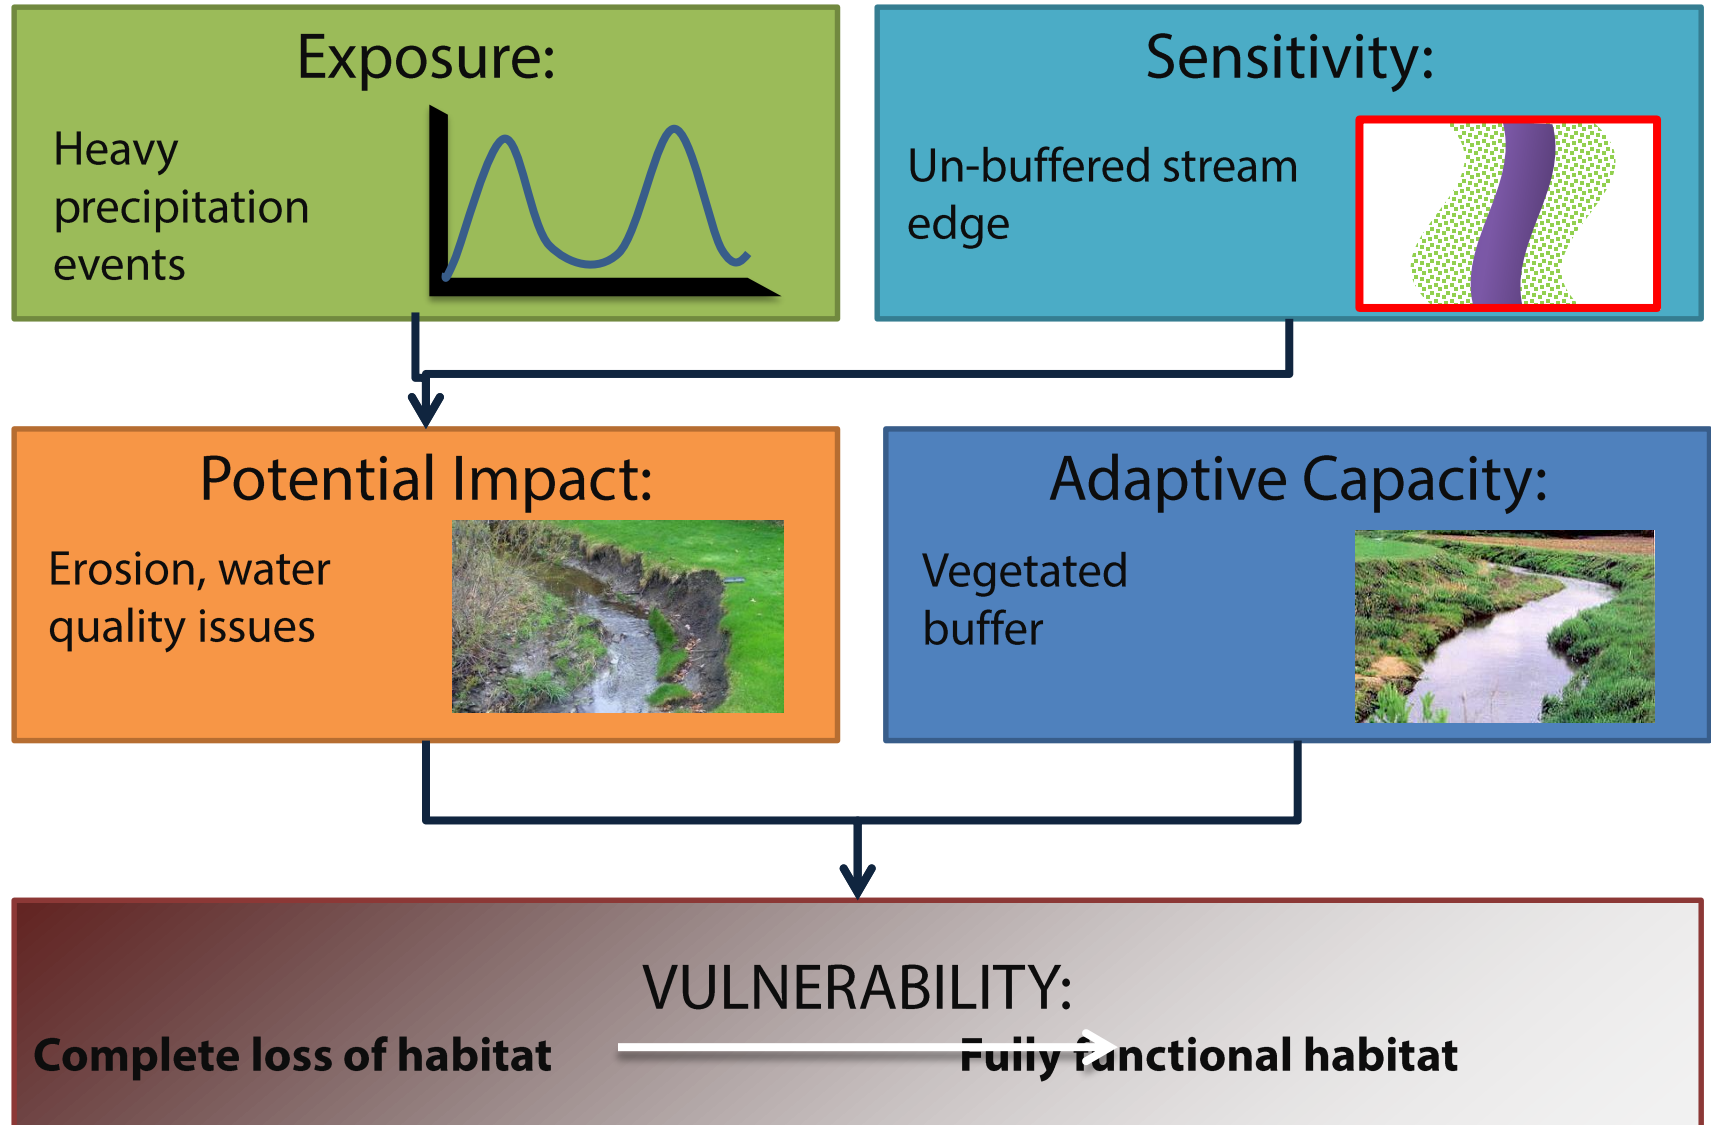 Exposure:
Heavy
precipitation
events
Sensitivity:
Un-buffered stream
edge
Potential Impact:
Erosion, water
quality issues
Adaptive Capacity:
Vegetated
buffer
VULNERABILITY:
Complete loss of habitat
Fully functional habitat